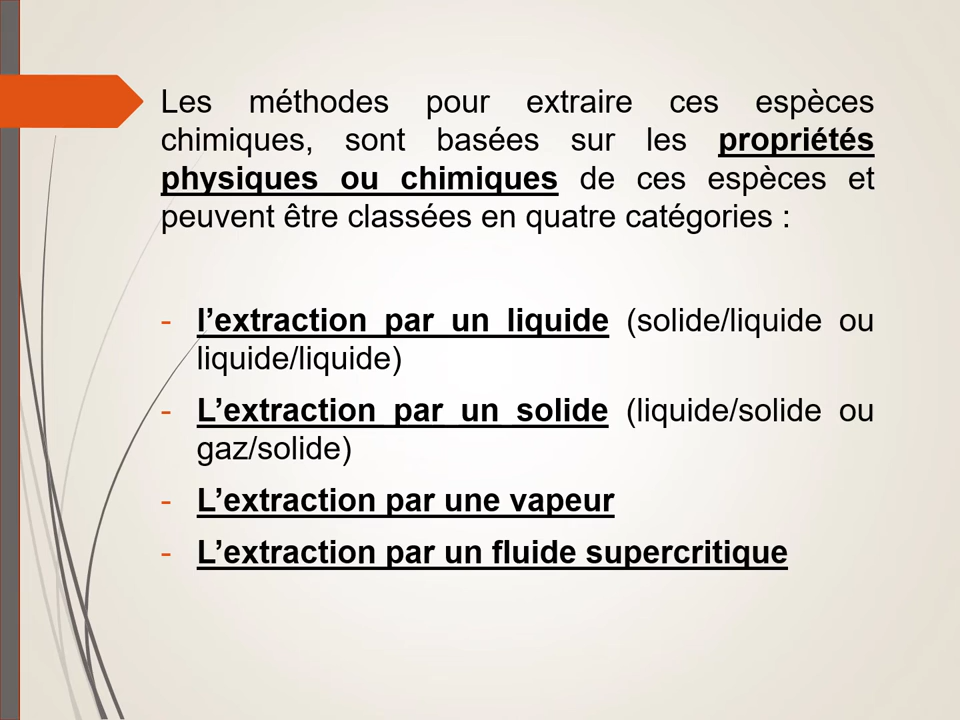 Les méthodes pour extraire ces espèces
chimiques, sont basées sur les propriétés
physiques ou chimiques de ces espèces et
peuvent être classées en quatre catégories :
- l’extraction par un liquide (solide/liquide ou
liquide/liquide)
- L’extraction par un solide (liquide/solide ou
gaz/solide)
- L’extraction par une vapeur
- L’extraction par un fluide supercritique